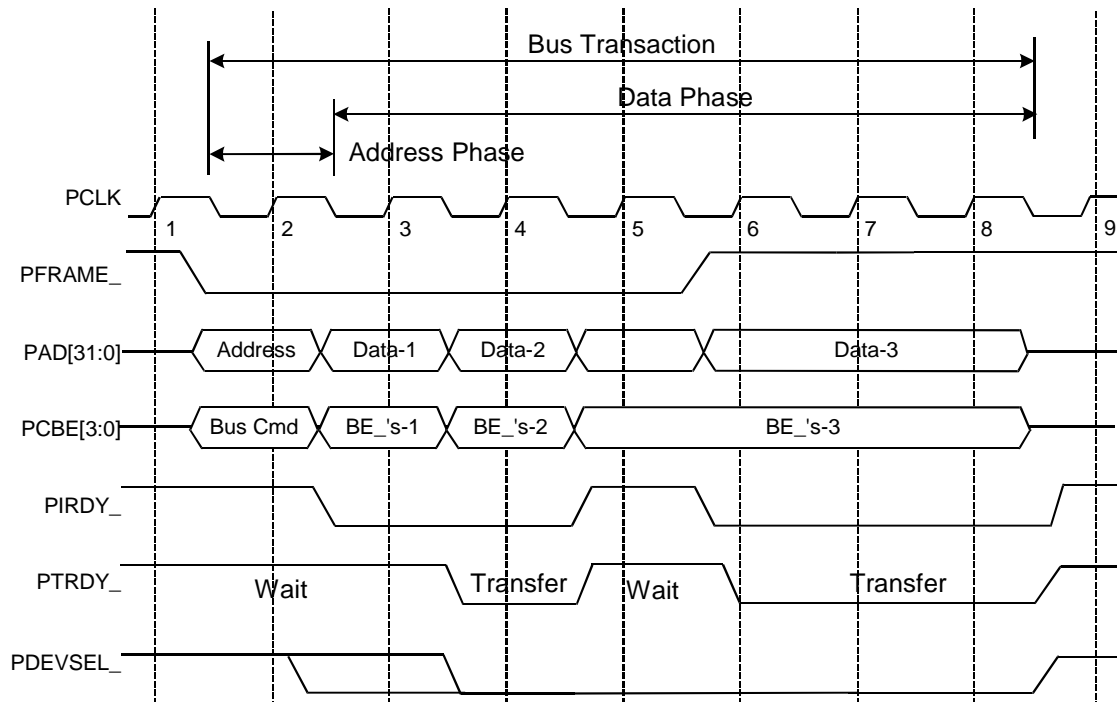 Bus Transaction
Data Phase
Address Phase
PCLK
1 2 3 4 5 6 7 8 9
PFRAME_
PAD[31:0] Address Data-1 Data-2 Data-3
PCBE[3:0] Bus Cmd BE_'s-1 BE_'s-2 BE_'s-3
PIRDY_
PTRDY_ Wait Transfer Wait Transfer
PDEVSEL_